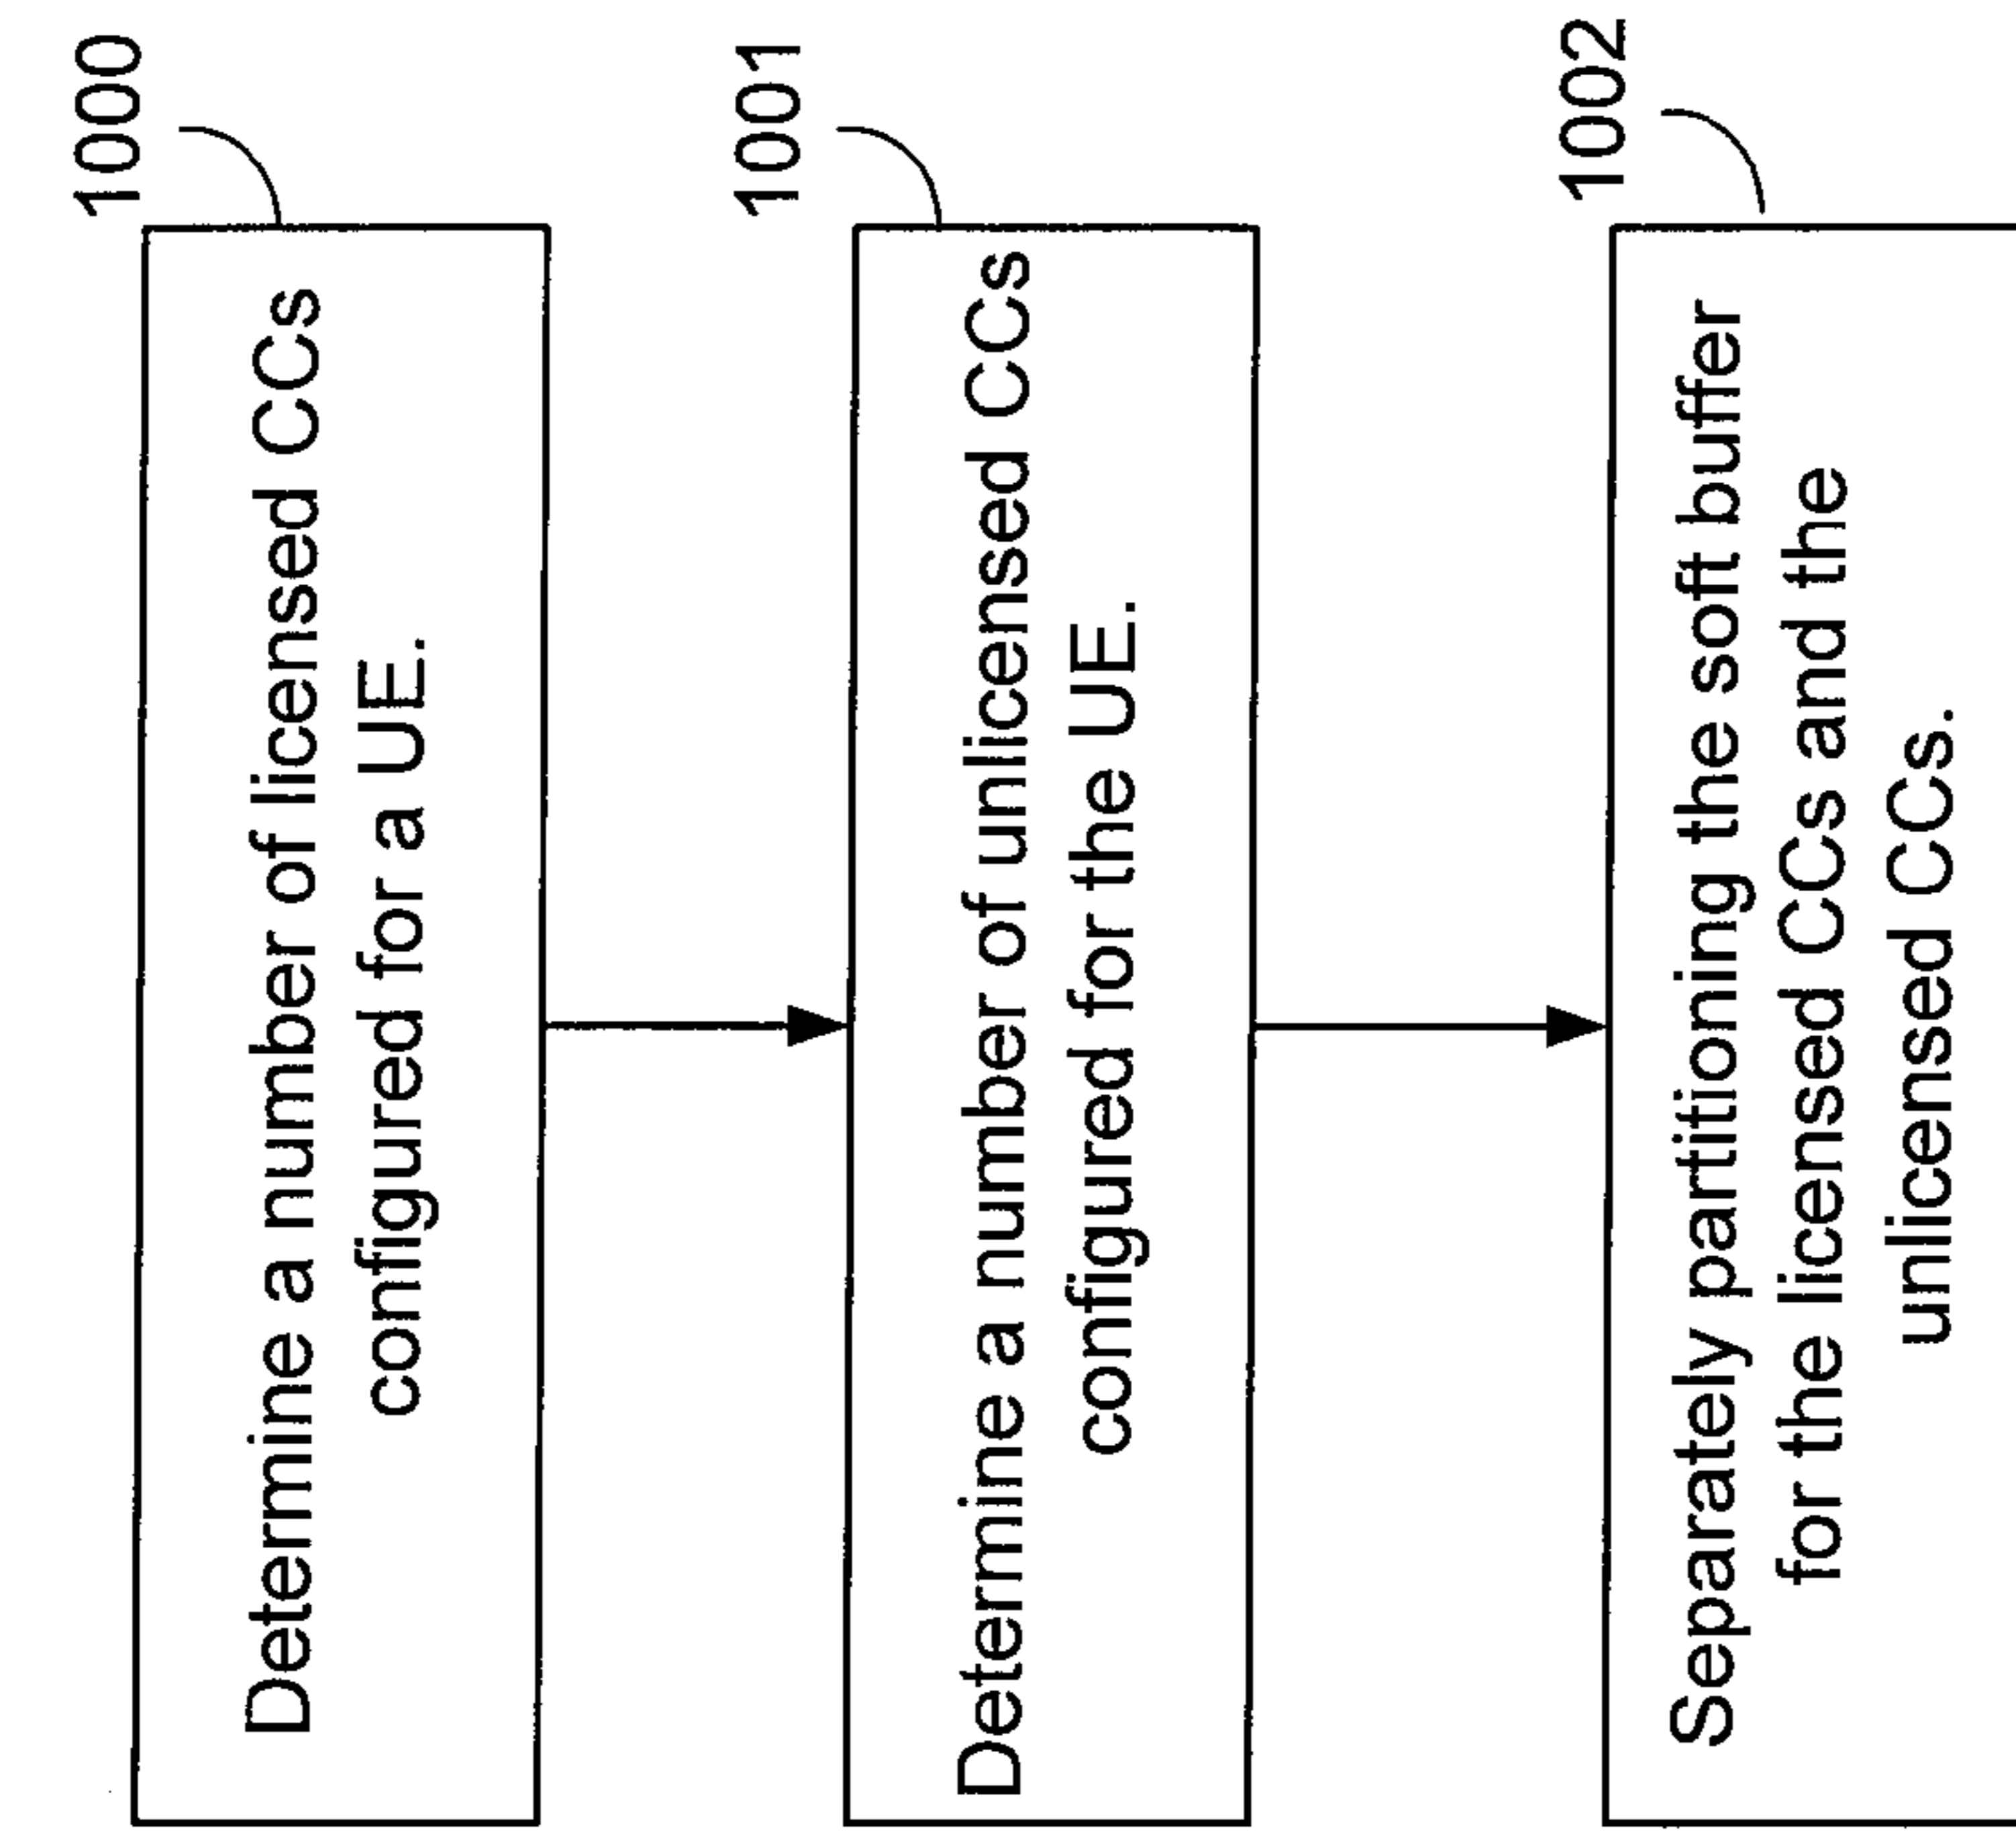 1000
Determine a number of licensed CCs
configured for a UE.
1001
Determine a number of unlicensed CCs
configured for the UE.
1002
Separately partitioning the soft buffer
for the licensed CCs and the
unlicensed CCs.